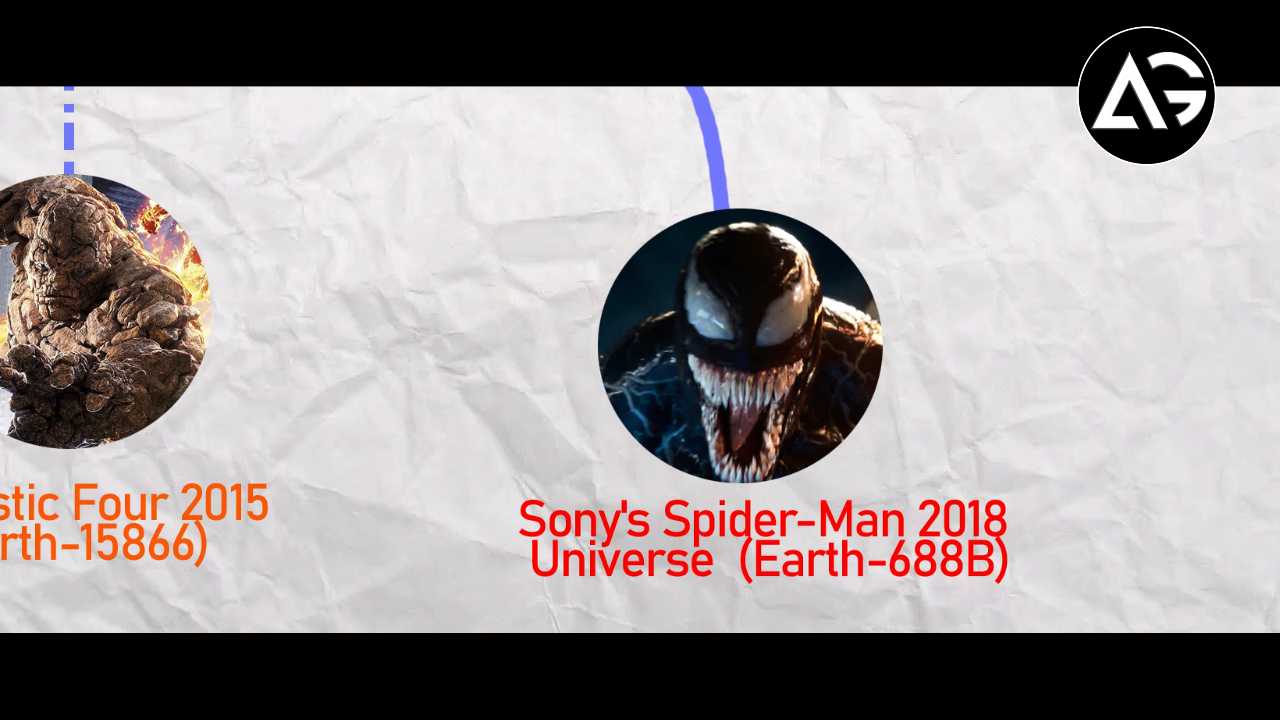 AG
stic Four 2015
rth-15866)
Sony's Spider-Man 2018
Universe (Earth-688B)